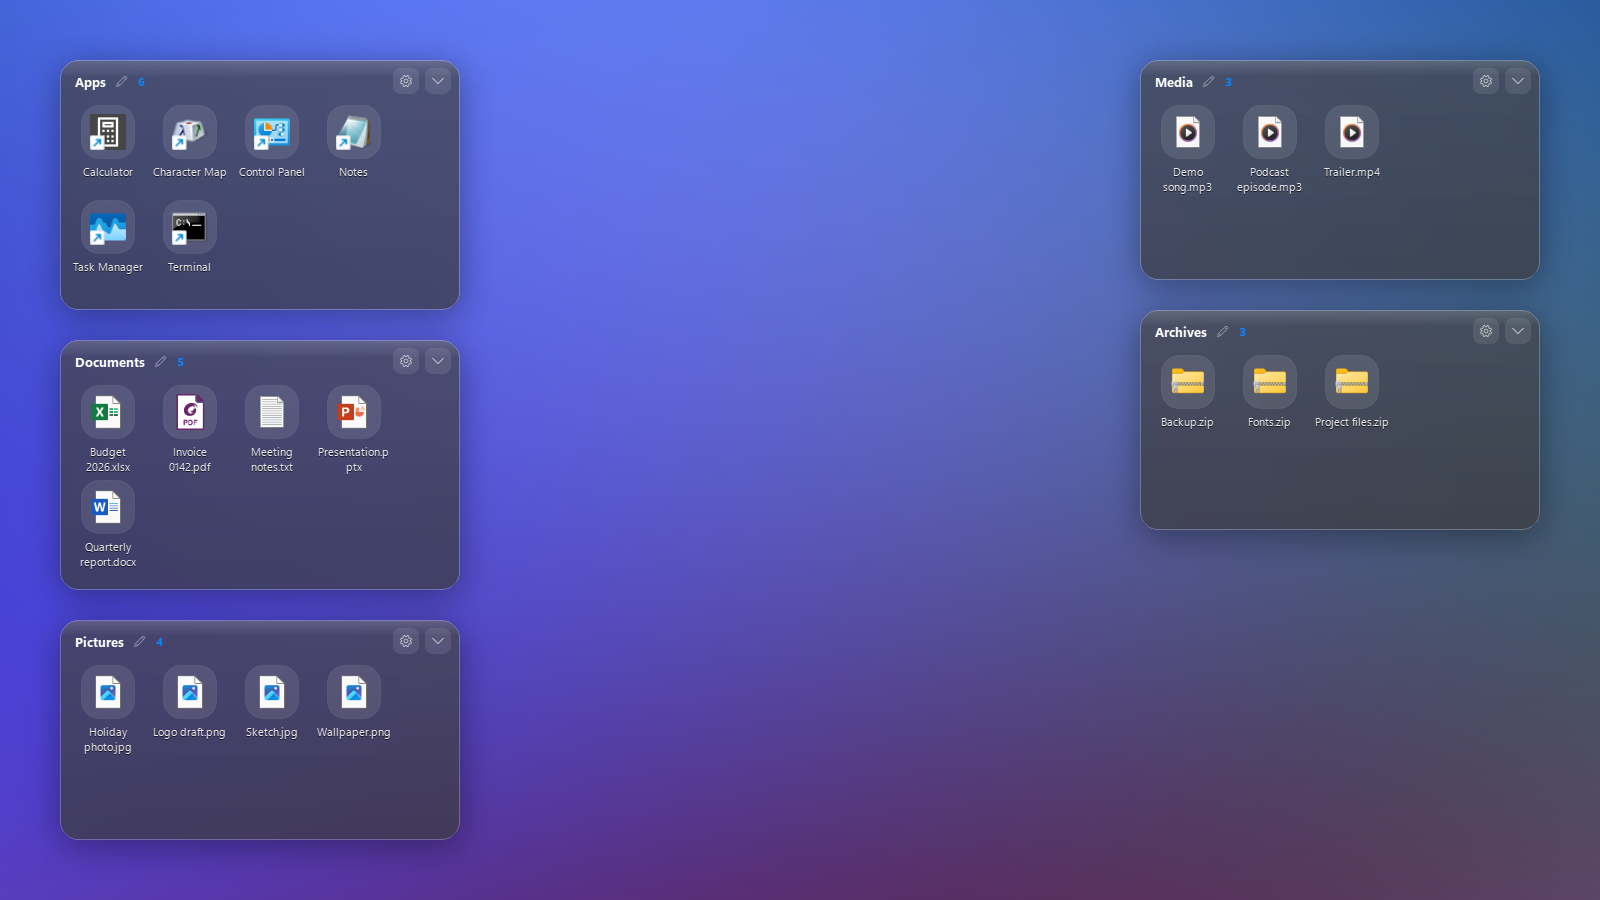 Apps 6
Calculator
Character Map
Control Panel
Notes
Task Manager
C:\
Terminal
Documents 5
X
Budget
2026.xlsx
PDF
Invoice
0142.pdf
Meeting
notes.txt
P
Presentation.p
ptx
W
Quarterly
report.docx
Pictures 4
Holiday
photo.jpg
Logo draft.png
Sketch.jpg
Wallpaper.png
Media 3
Demo
song.mp3
Podcast
episode.mp3
Trailer.mp4
Archives 3
Backup.zip
Fonts.zip
Project files.zip